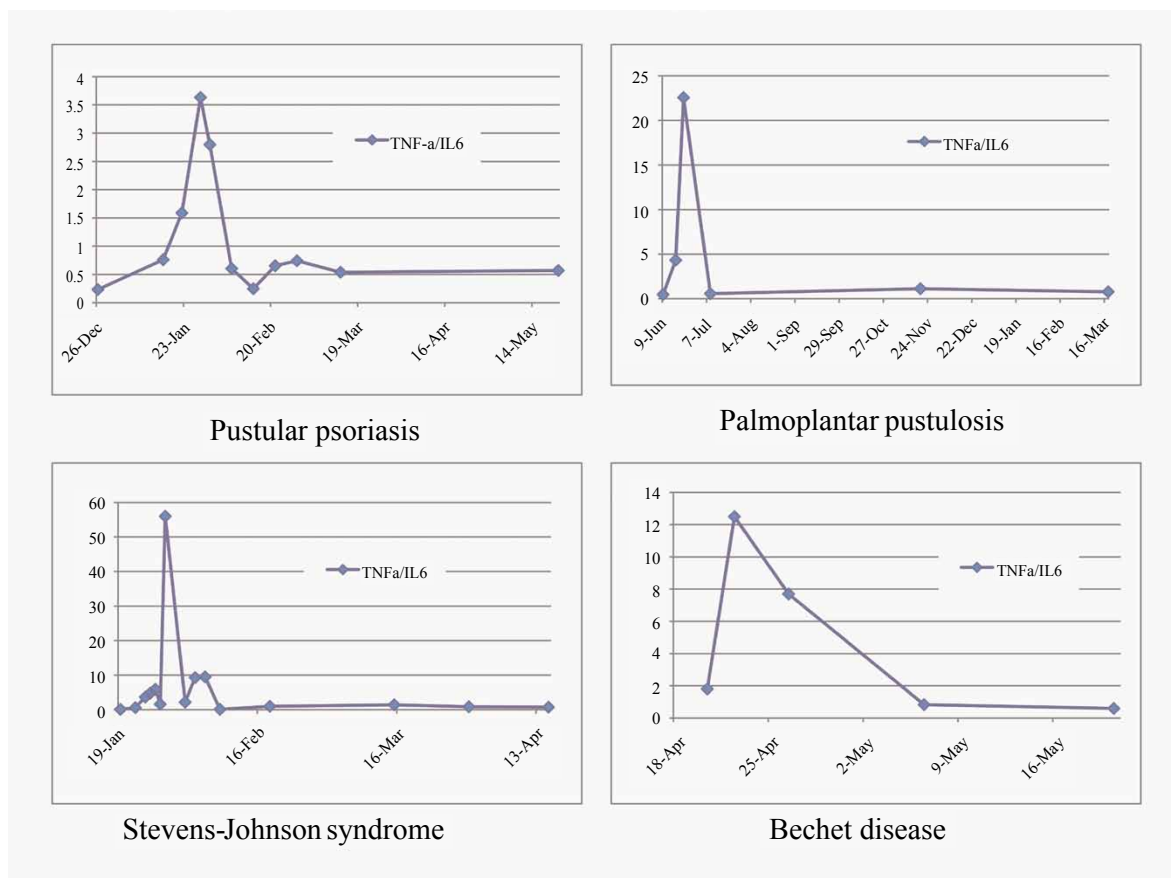 4
3.5
3
2.5
2
1.5
1
0.5
0
26-Dec
23-Jan
20-Feb
19-Mar
16-Apr
14-May
TNF-a/IL6
Pustular psoriasis
25
20
15
10
5
0
9-Jun
7-Jul
4-Aug
1-Sep
29-Sep
27-Oct
24-Nov
22-Dec
19-Jan
16-Feb
16-Mar
TNFa/IL6
Palmoplantar pustulosis
60
50
40
30
20
10
0
19-Jan
16-Feb
16-Mar
13-Apr
TNFa/IL6
Stevens-Johnson syndrome
14
12
10
8
6
4
2
0
18-Apr
25-Apr
2-May
9-May
16-May
TNFa/IL6
Bechet disease